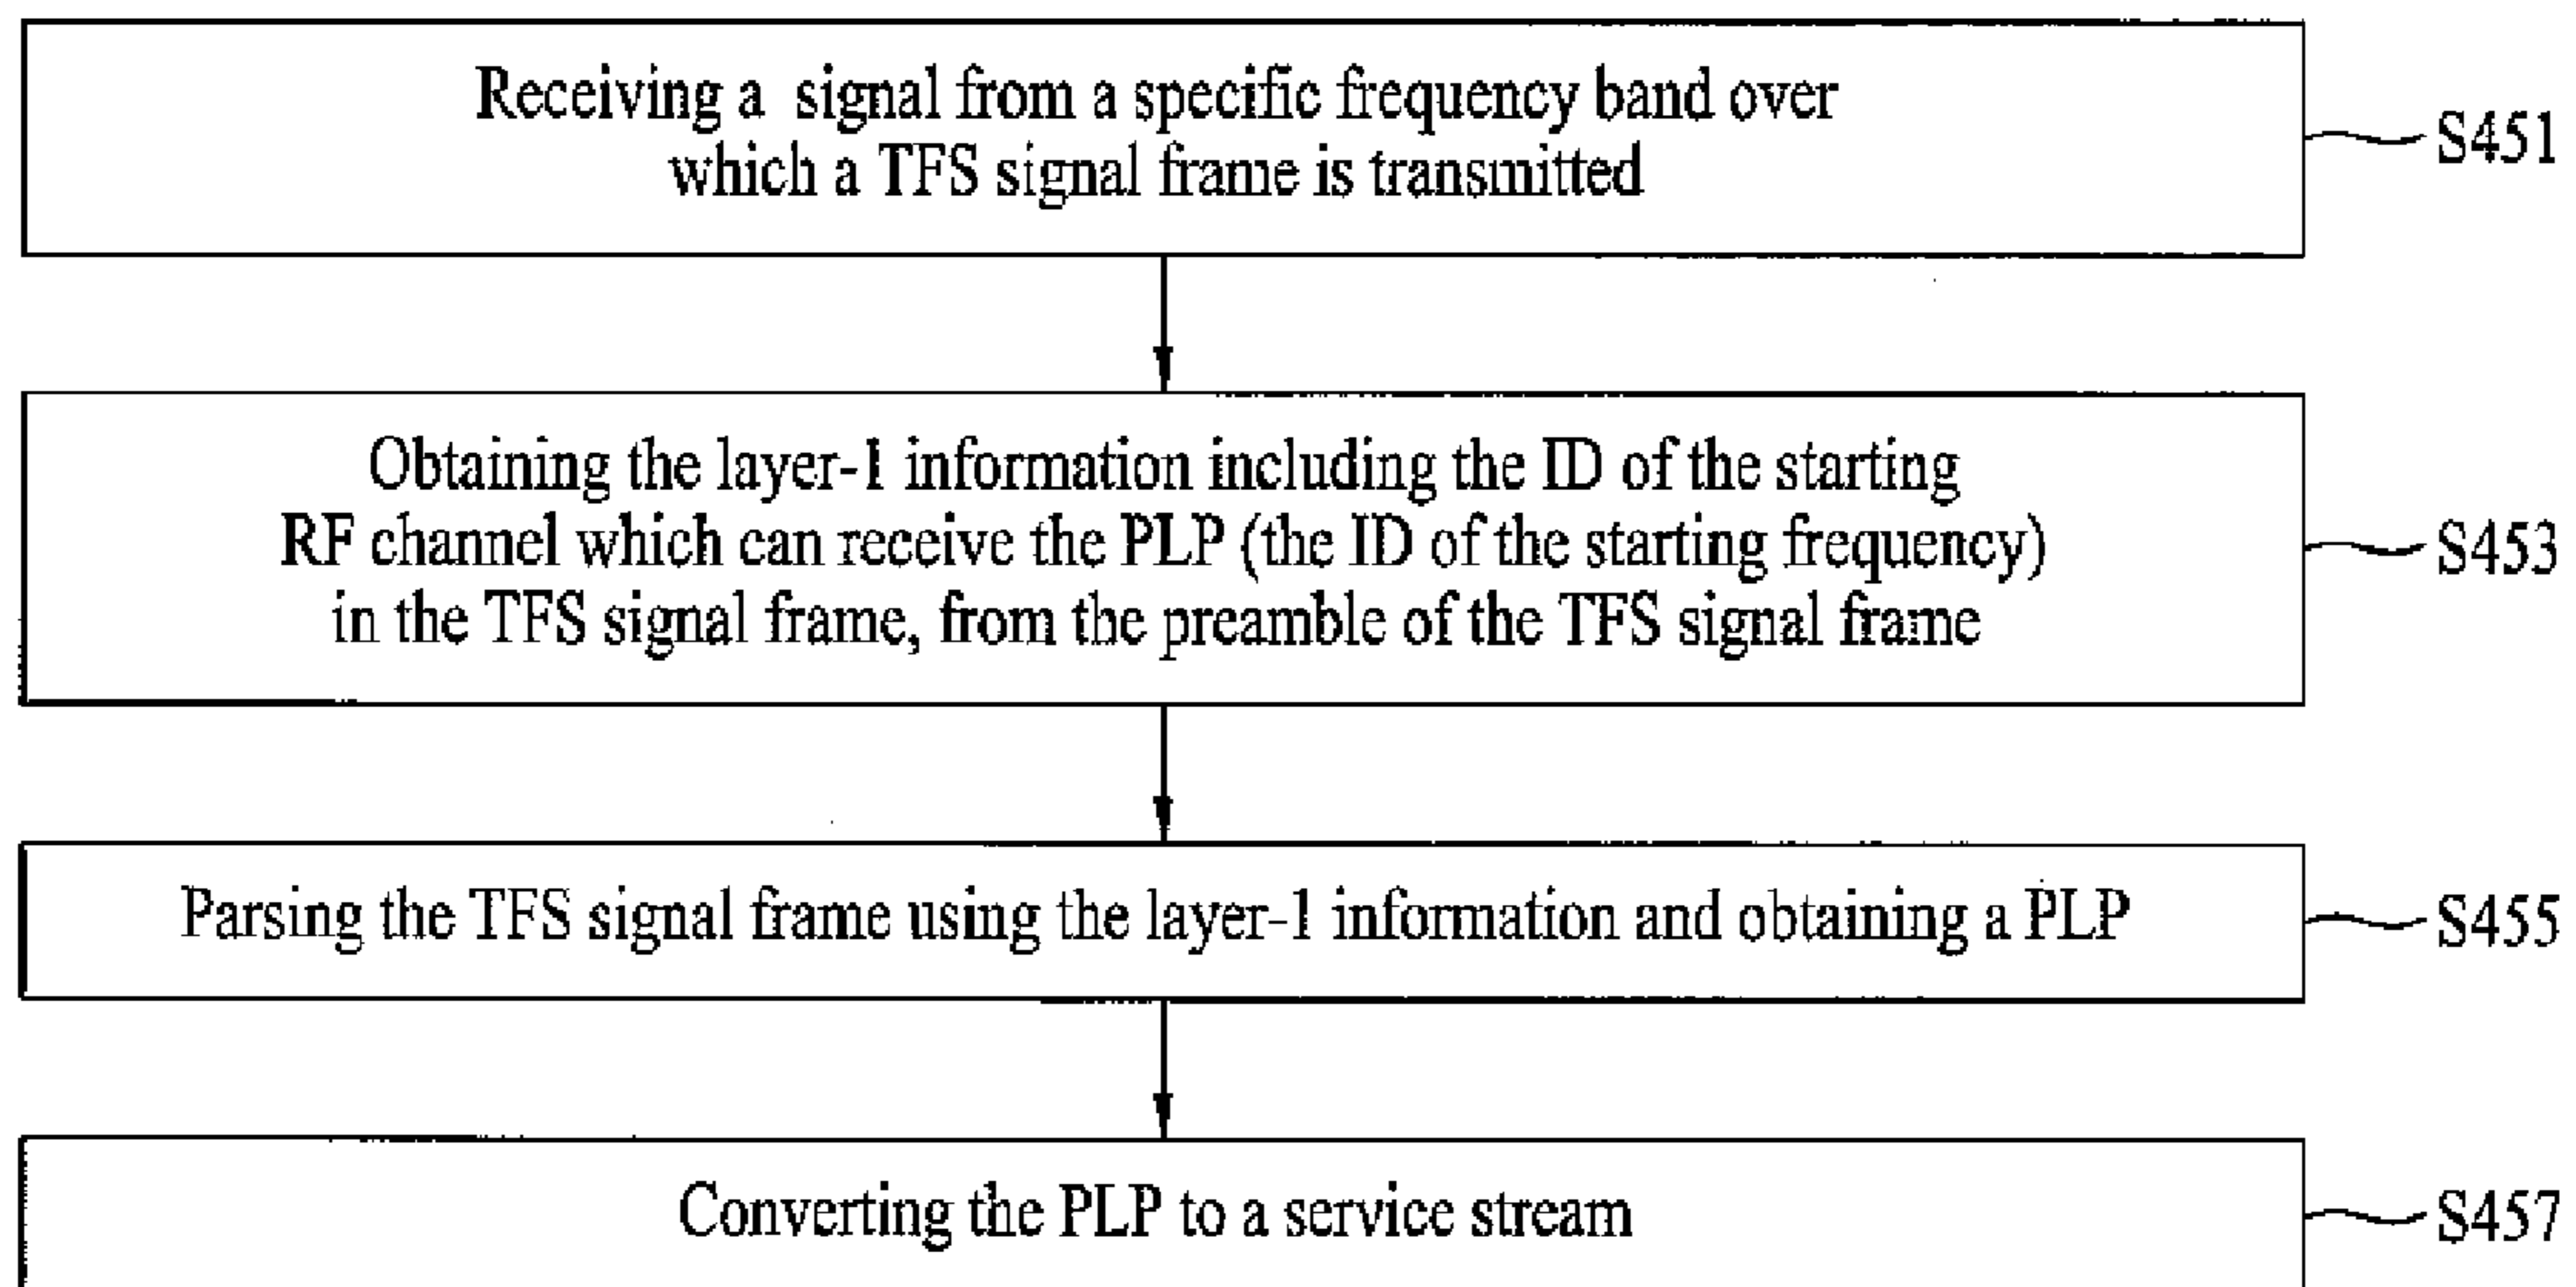 Receiving a signal from a specific frequency band over
which a TFS signal frame is transmitted
S451
Obtaining the layer-1 information including the ID of the starting
RF channel which can receive the PLP (the ID of the starting frequency)
in the TFS signal frame, from the preamble of the TFS signal frame
S453
Parsing the TFS signal frame using the layer-1 information and obtaining a PLP
S455
Converting the PLP to a service stream
S457